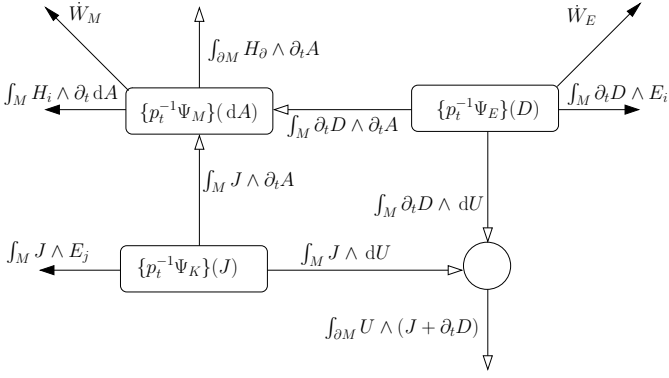 Ẇ_M
Ẇ_E
∫_{∂M} H_∂ ∧ ∂_t A
∫_M H_i ∧ ∂_t dA
{p_t^{-1}Ψ_M}(dA)
{p_t^{-1}Ψ_E}(D)
∫_M ∂_t D ∧ E_i
∫_M ∂_t D ∧ ∂_t A
∫_M J ∧ ∂_t A
∫_M ∂_t D ∧ dU
∫_M J ∧ E_j
{p_t^{-1}Ψ_K}(J)
∫_M J ∧ dU
∫_{∂M} U ∧ (J + ∂_t D)